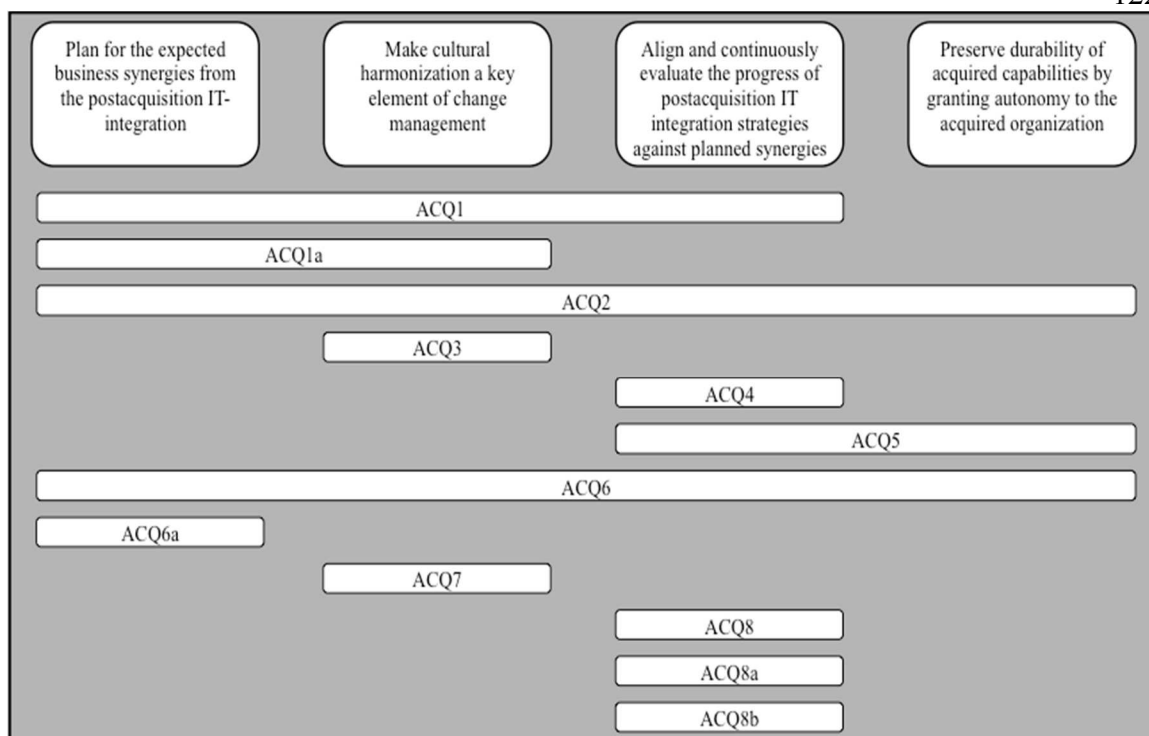 Plan for the expected
business synergies from
the postacquisition IT-
integration
Make cultural
harmonization a key
element of change
management
Align and continuously
evaluate the progress of
postacquisition IT
integration strategies
against planned synergies
Preserve durability of
acquired capabilities by
granting autonomy to the
acquired organization
ACQ1
ACQ1a
ACQ2
ACQ3
ACQ4
ACQ5
ACQ6
ACQ6a
ACQ7
ACQ8
ACQ8a
ACQ8b